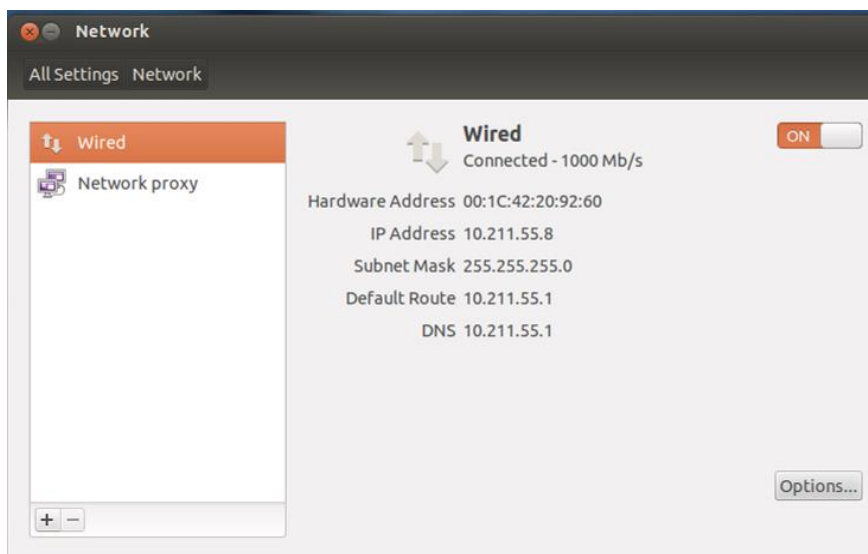 Network
All Settings Network
Wired
Network proxy
Wired
Connected - 1000 Mb/s
ON
Hardware Address 00:1C:42:20:92:60
IP Address 10.211.55.8
Subnet Mask 255.255.255.0
Default Route 10.211.55.1
DNS 10.211.55.1
Options...